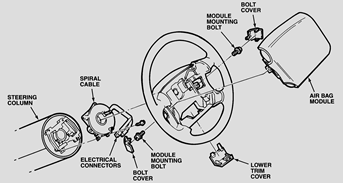 BOLT
COVER
MODULE
MOUNTING
BOLT
SPIRAL
CABLE
STEERING
COLUMN
AIR BAG
MODULE
ELECTRICAL
CONNECTORS
MODULE
MOUNTING
BOLT
BOLT
COVER
LOWER
TRIM
COVER